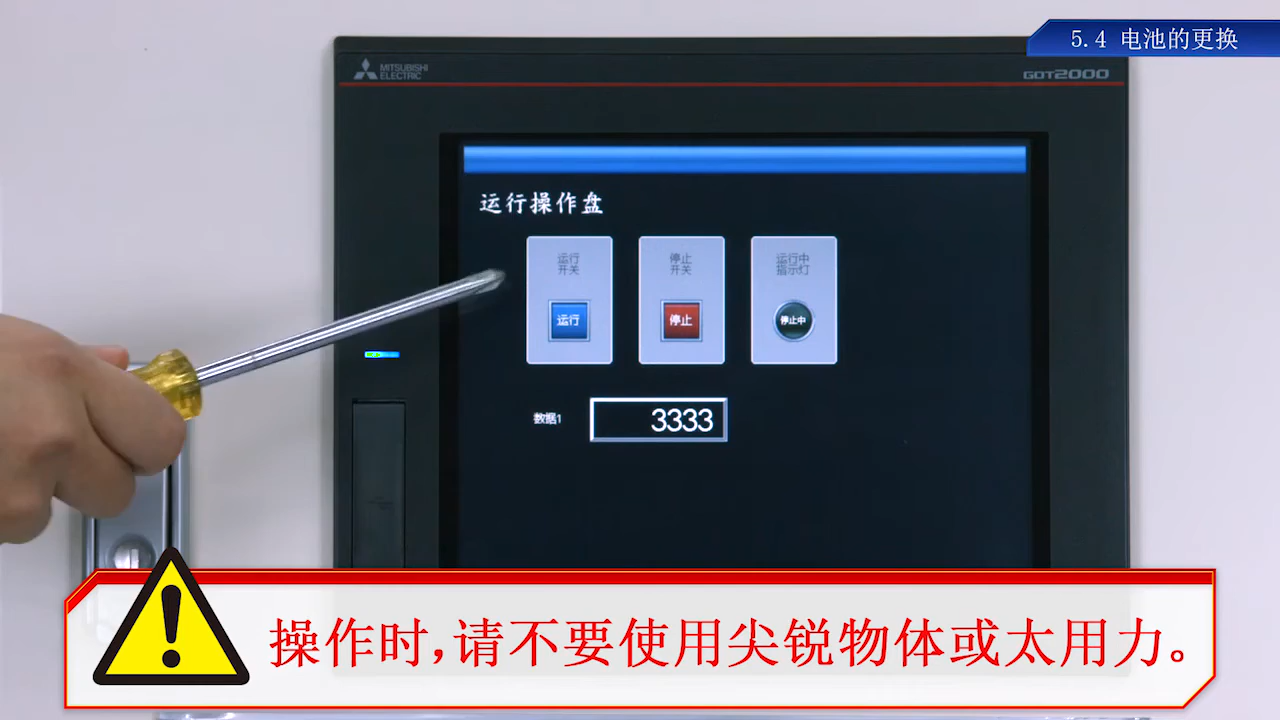 5.4 电池的更换
MITSUBISHI
ELECTRIC
GOT2000
运行操作盘
运行
开关
停止
开关
运行中
指示灯
运行
停止
停止中
数据1
3333
操作时,请不要使用尖锐物体或太用力。